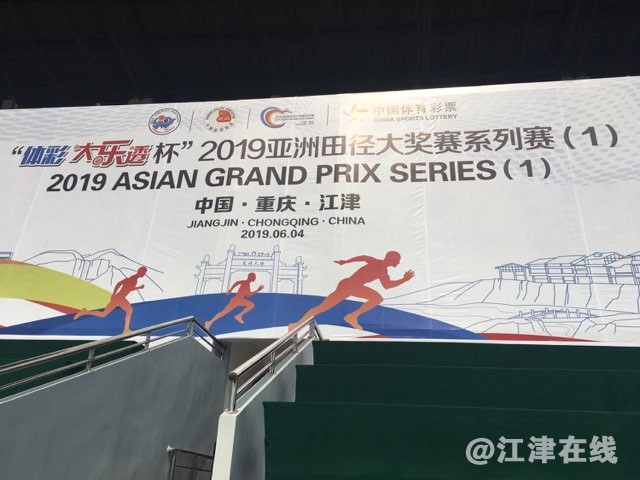 中国体育彩票
CHINA SPORTS LOTTERY
“体彩 大乐透杯”2019亚洲田径大奖赛系列赛(1)
2019 ASIAN GRAND PRIX SERIES(1)
中国·重庆·江津
JIANGJIN·CHONGQING·CHINA
2019.06.04
@江津在线